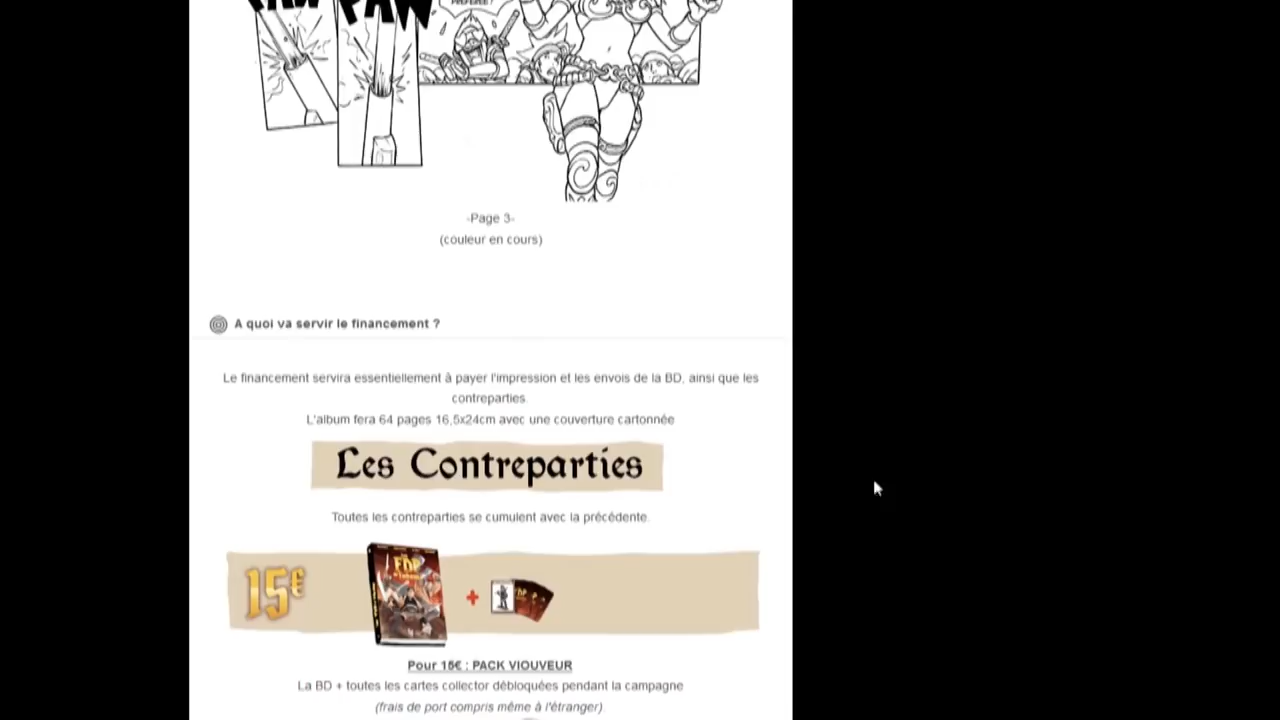 PAW
-Page 3-
(couleur en cours)
A quoi va servir le financement ?
Le financement servira essentiellement à payer l'impression et les envois de la BD, ainsi que les
contreparties.
L'album fera 64 pages 16,5x24cm avec une couverture cartonnée
Les Contreparties
Toutes les contreparties se cumulent avec la précédente.
15€
FDP
Pour 15€ : PACK VIOUVEUR
La BD + toutes les cartes collector débloquées pendant la campagne
(frais de port compris même à l'étranger)